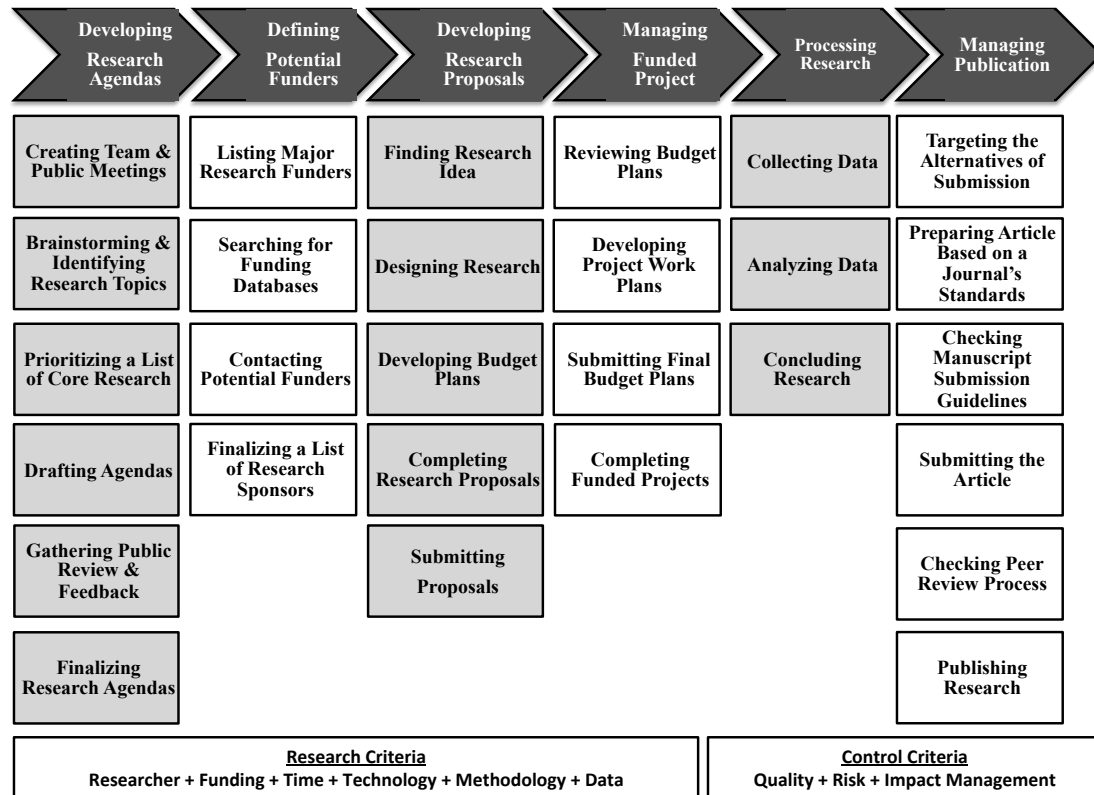 Developing
Research
Agendas
Defining
Potential
Funders
Developing
Research
Proposals
Managing
Funded
Project
Processing
Research
Managing
Publication
Creating Team &
Public Meetings
Brainstorming &
Identifying
Research Topics
Prioritizing a List
of Core Research
Drafting Agendas
Gathering Public
Review &
Feedback
Finalizing
Research Agendas
Listing Major
Research Funders
Searching for
Funding
Databases
Contacting
Potential Funders
Finalizing a List
of Research
Sponsors
Finding Research
Idea
Designing Research
Developing Budget
Plans
Completing
Research Proposals
Submitting
Proposals
Reviewing Budget
Plans
Developing
Project Work
Plans
Submitting Final
Budget Plans
Completing
Funded Projects
Collecting Data
Analyzing Data
Concluding
Research
Targeting the
Alternatives of
Submission
Preparing Article
Based on a
Journal's
Standards
Checking
Manuscript
Submission
Guidelines
Submitting the
Article
Checking Peer
Review Process
Publishing
Research
Research Criteria
Researcher + Funding + Time + Technology + Methodology + Data
Control Criteria
Quality + Risk + Impact Management